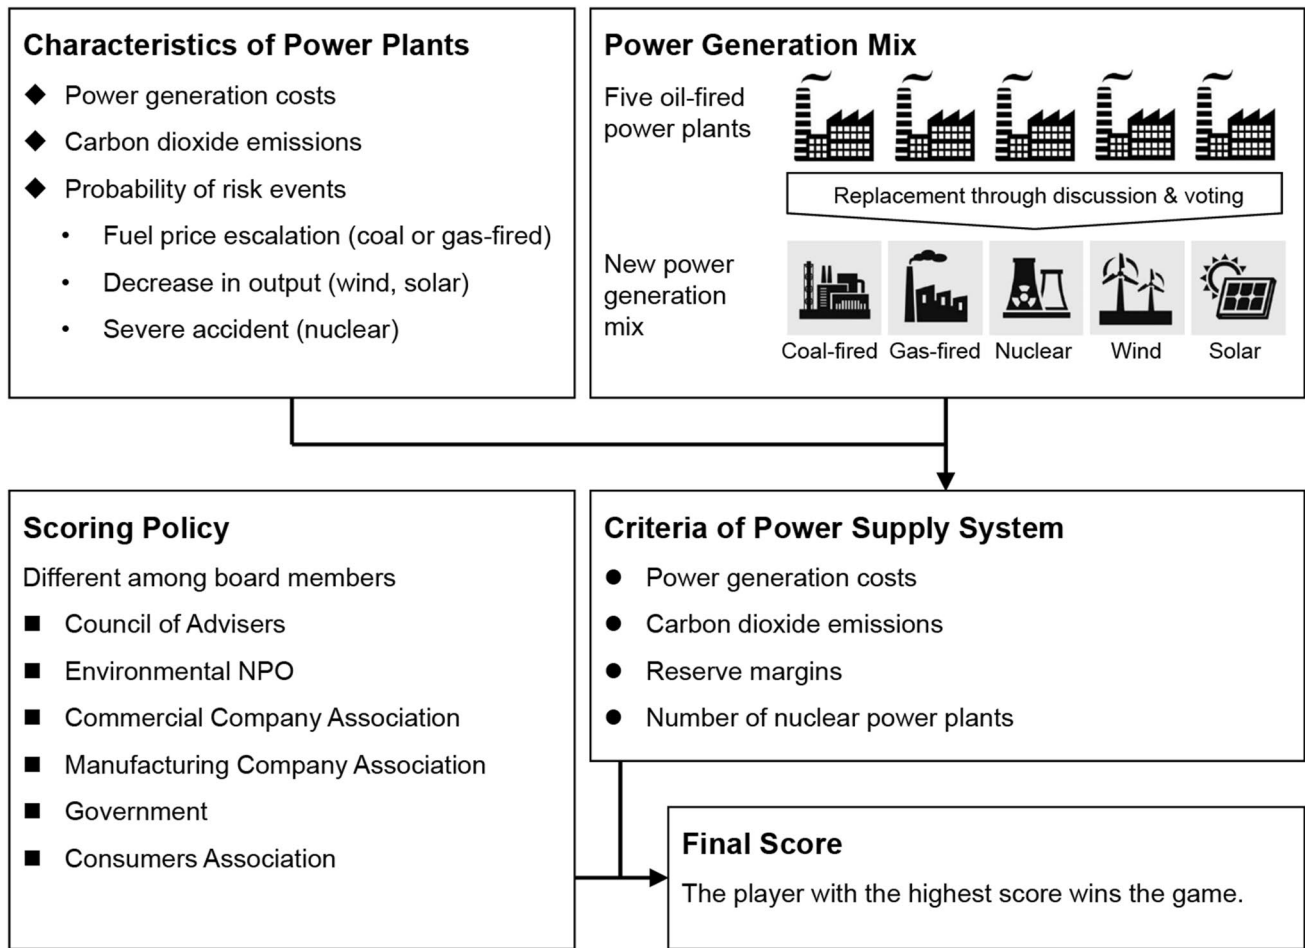 Characteristics of Power Plants
Power generation costs
Carbon dioxide emissions
Probability of risk events
Fuel price escalation (coal or gas-fired)
Decrease in output (wind, solar)
Severe accident (nuclear)
Power Generation Mix
Five oil-fired
power plants
Replacement through discussion & voting
New power
generation
mix
Coal-fired
Gas-fired
Nuclear
Wind
Solar
Scoring Policy
Different among board members
Council of Advisers
Environmental NPO
Commercial Company Association
Manufacturing Company Association
Government
Consumers Association
Criteria of Power Supply System
Power generation costs
Carbon dioxide emissions
Reserve margins
Number of nuclear power plants
Final Score
The player with the highest score wins the game.